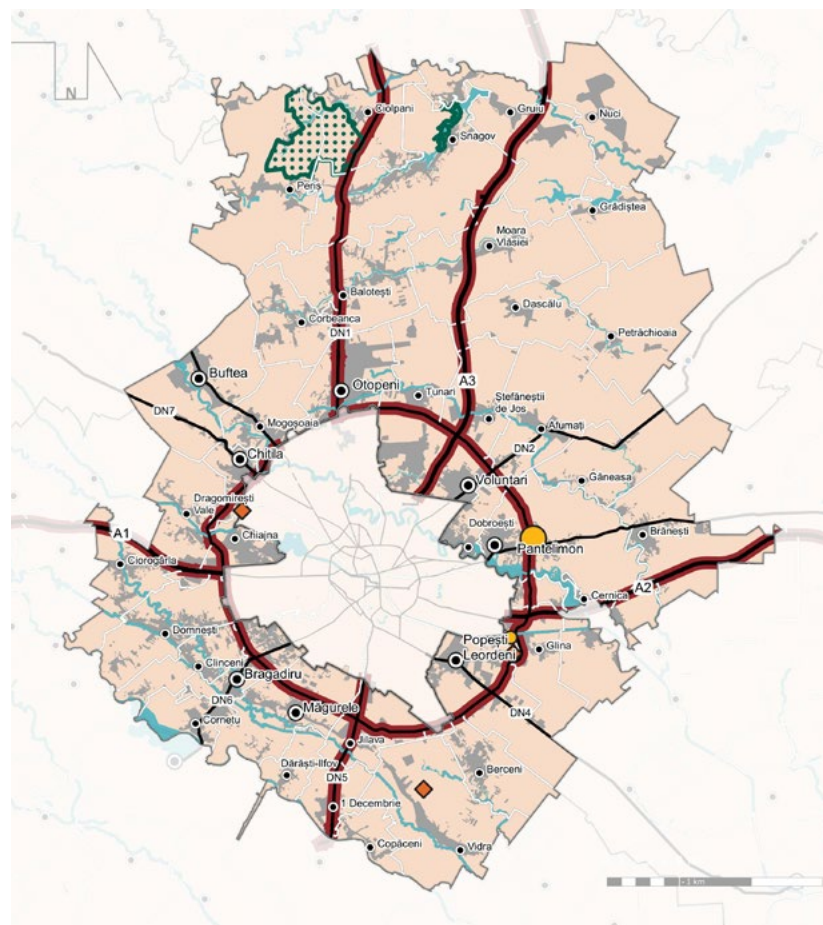 N
Ciolpani
Gruiu
Nuci
Snagov
Periș
Grădiștea
Moara
Vlăsiei
Balotești
Dascălu
Corbeanca
DN1
Petrăchioaia
Buftea
A3
Otopeni
Tunari
Ștefăneștii
de Jos
DN7
Mogoșoaia
Afumați
DN2
Chitila
Găneasa
Voluntari
Dragomirești
Vale
Dobroești
A1
Chiajna
Brănești
Pantelimon
Ciorogârla
A2
Cernica
Domnești
Popești
Leordeni
Glina
Clinceni
Bragadiru
DN6
Măgurele
DN4
Cornetu
Jilava
Dărăști-Ilfov
Berceni
DN5
1 Decembrie
Copăceni
Vidra
1 km